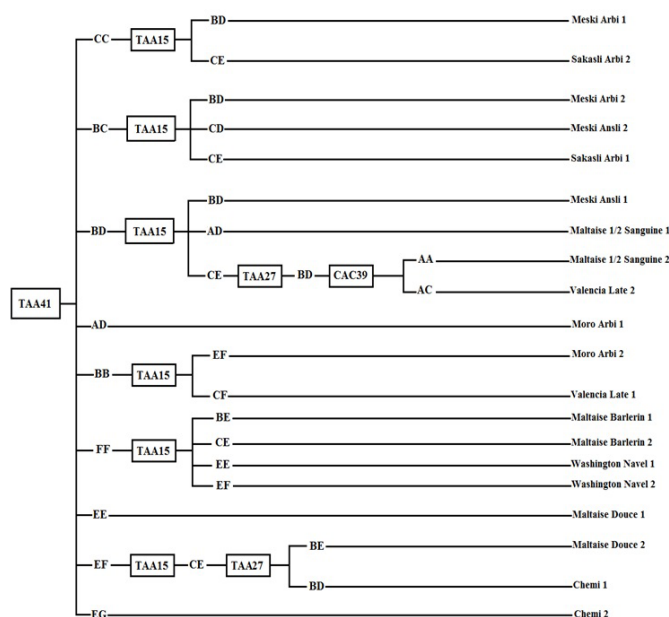 BD Meski Arbi 1
CC TAA15
CE Sakasli Arbi 2
BD Meski Arbi 2
BC TAA15 CD Meski Ansli 2
CE Sakasli Arbi 1
BD Meski Ansli 1
BD TAA15 AD Maltaise 1/2 Sanguine 1
AA Maltaise 1/2 Sanguine 2
CE TAA27 BD CAC39
AC Valencia Late 2
TAA41
AD Moro Arbi 1
EF Moro Arbi 2
BB TAA15
CF Valencia Late 1
BE Maltaise Barlerin 1
CE Maltaise Barlerin 2
FF TAA15
EE Washington Navel 1
EF Washington Navel 2
EE Maltaise Douce 1
BE Maltaise Douce 2
EF TAA15 CE TAA27
BD Chemi 1
EG Chemi 2